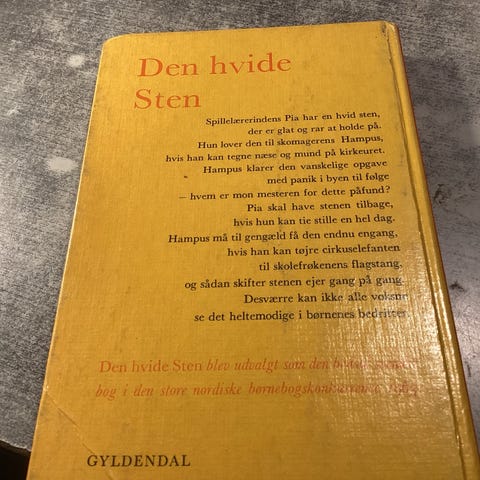 Den hvide
Sten
Spillelærerindens Pia har en hvid sten,
der er glat og rar at holde på.
Hun lover den til skomagerens Hampus,
hvis han kan tegne næse og mund på kirkeuret.
Hampus klarer den vanskelige opgave
med panik i byen til følge
— hvem er mon mesteren for dette påfund?
Pia skal have stenen tilbage,
hvis hun kan tie stille en hel dag.
Hampus må til gengæld få den endnu engang,
hvis han kan tøjre cirkuselefanten
til skolefrøkenens flagstang,
og sådan skifter stenen ejer gang på gang.
Desværre kan ikke alle voksne
se det heltemodige i børnenes bedrifter
Den hvide Sten blev udvalgt som den
bog i den store nordiske børnebogskonkurrence
GYLDENDAL